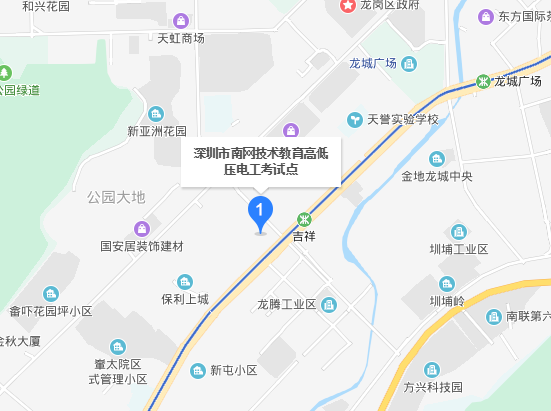 和兴花园
龙岗区政府
东方国际茶
天虹商场
龙城广场
公园绿道
龙城广场
新亚洲花园
天誉实验学校
深圳市南网技术教育高低
压电工考试点
金地龙城中央
公园大地
1
吉祥
国安居装饰建材
圳埔工业区
保利上城
龙腾工业区
圳埔岭
畲吓花园坪小区
南联第六
金秋大厦
輋太院区
式管理小区
新屯小区
方兴科技园